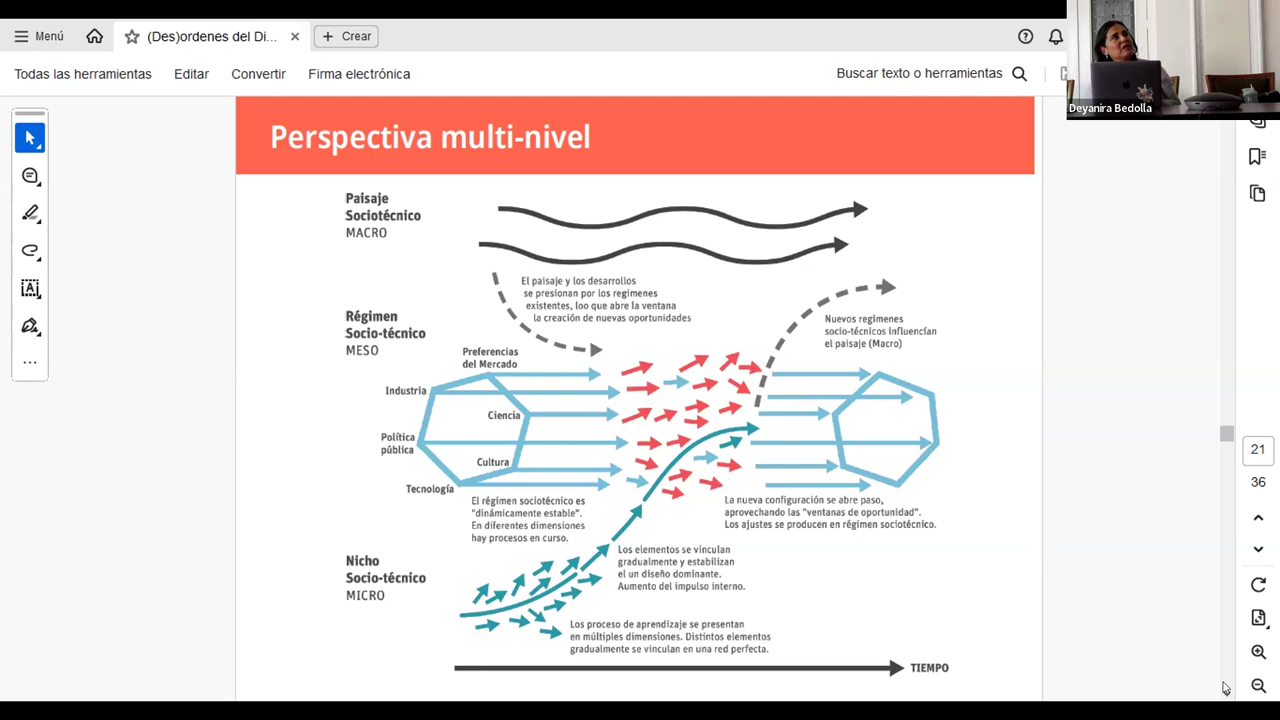 Menú
(Des)ordenes del Di...
Crear
Todas las herramientas
Editar
Convertir
Firma electrónica
Buscar texto o herramientas
Deyanira Bedolla
Perspectiva multi-nivel
Paisaje
Sociotécnico
MACRO
El paisaje y los desarrollos
se presionan por los regimenes
existentes, loo que abre la ventana
la creación de nuevas oportunidades
Nuevos regimenes
socio-técnicos influencían
el paisaje (Macro)
Régimen
Socio-técnico
MESO
Preferencias
del Mercado
Industria
Ciencia
Política
pública
Cultura
Tecnología
El régimen sociotécnico es
"dinámicamente estable".
En diferentes dimensiones
hay procesos en curso.
La nueva configuración se abre paso,
aprovechando las "ventanas de oportunidad".
Los ajustes se producen en régimen sociotécnico.
Nicho
Socio-técnico
MICRO
Los elementos se vinculan
gradualmente y estabilizan
el un diseño dominante.
Aumento del impulso interno.
Los proceso de aprendizaje se presentan
en múltiples dimensiones. Distintos elementos
gradualmente se vinculan en una red perfecta.
TIEMPO
21
36